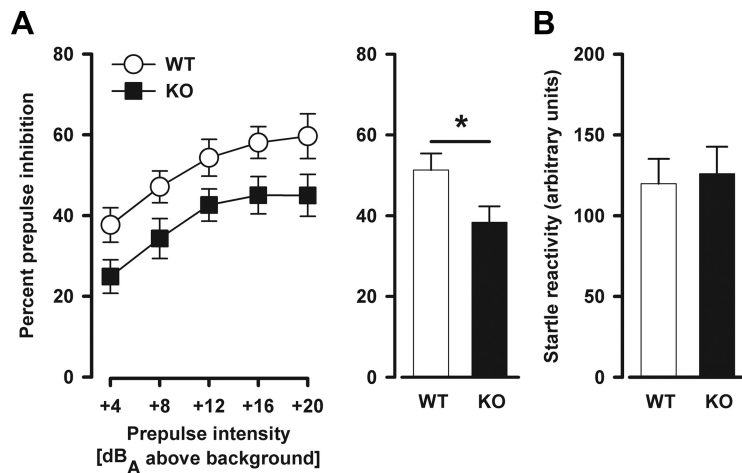 A
B
Percent prepulse inhibition
80
60
40
20
0
WT
KO
+4
+8
+12
+16
+20
Prepulse intensity
[dBA above background]
80
60
40
20
0
*
WT
KO
Startle reactivity (arbitrary units)
200
150
100
50
0
WT
KO